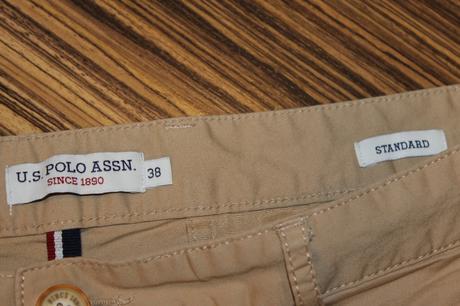 U.S. POLO ASSN.
SINCE 1890
38
STANDARD